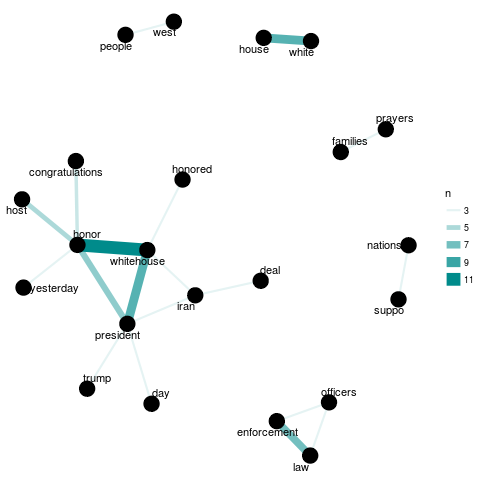 west
people
house
white
prayers
families
congratulations
honored
host
n
3
5
7
9
11
honor
nations
whitehouse
deal
yesterday
iran
suppo
president
trump
day
officers
enforcement
law